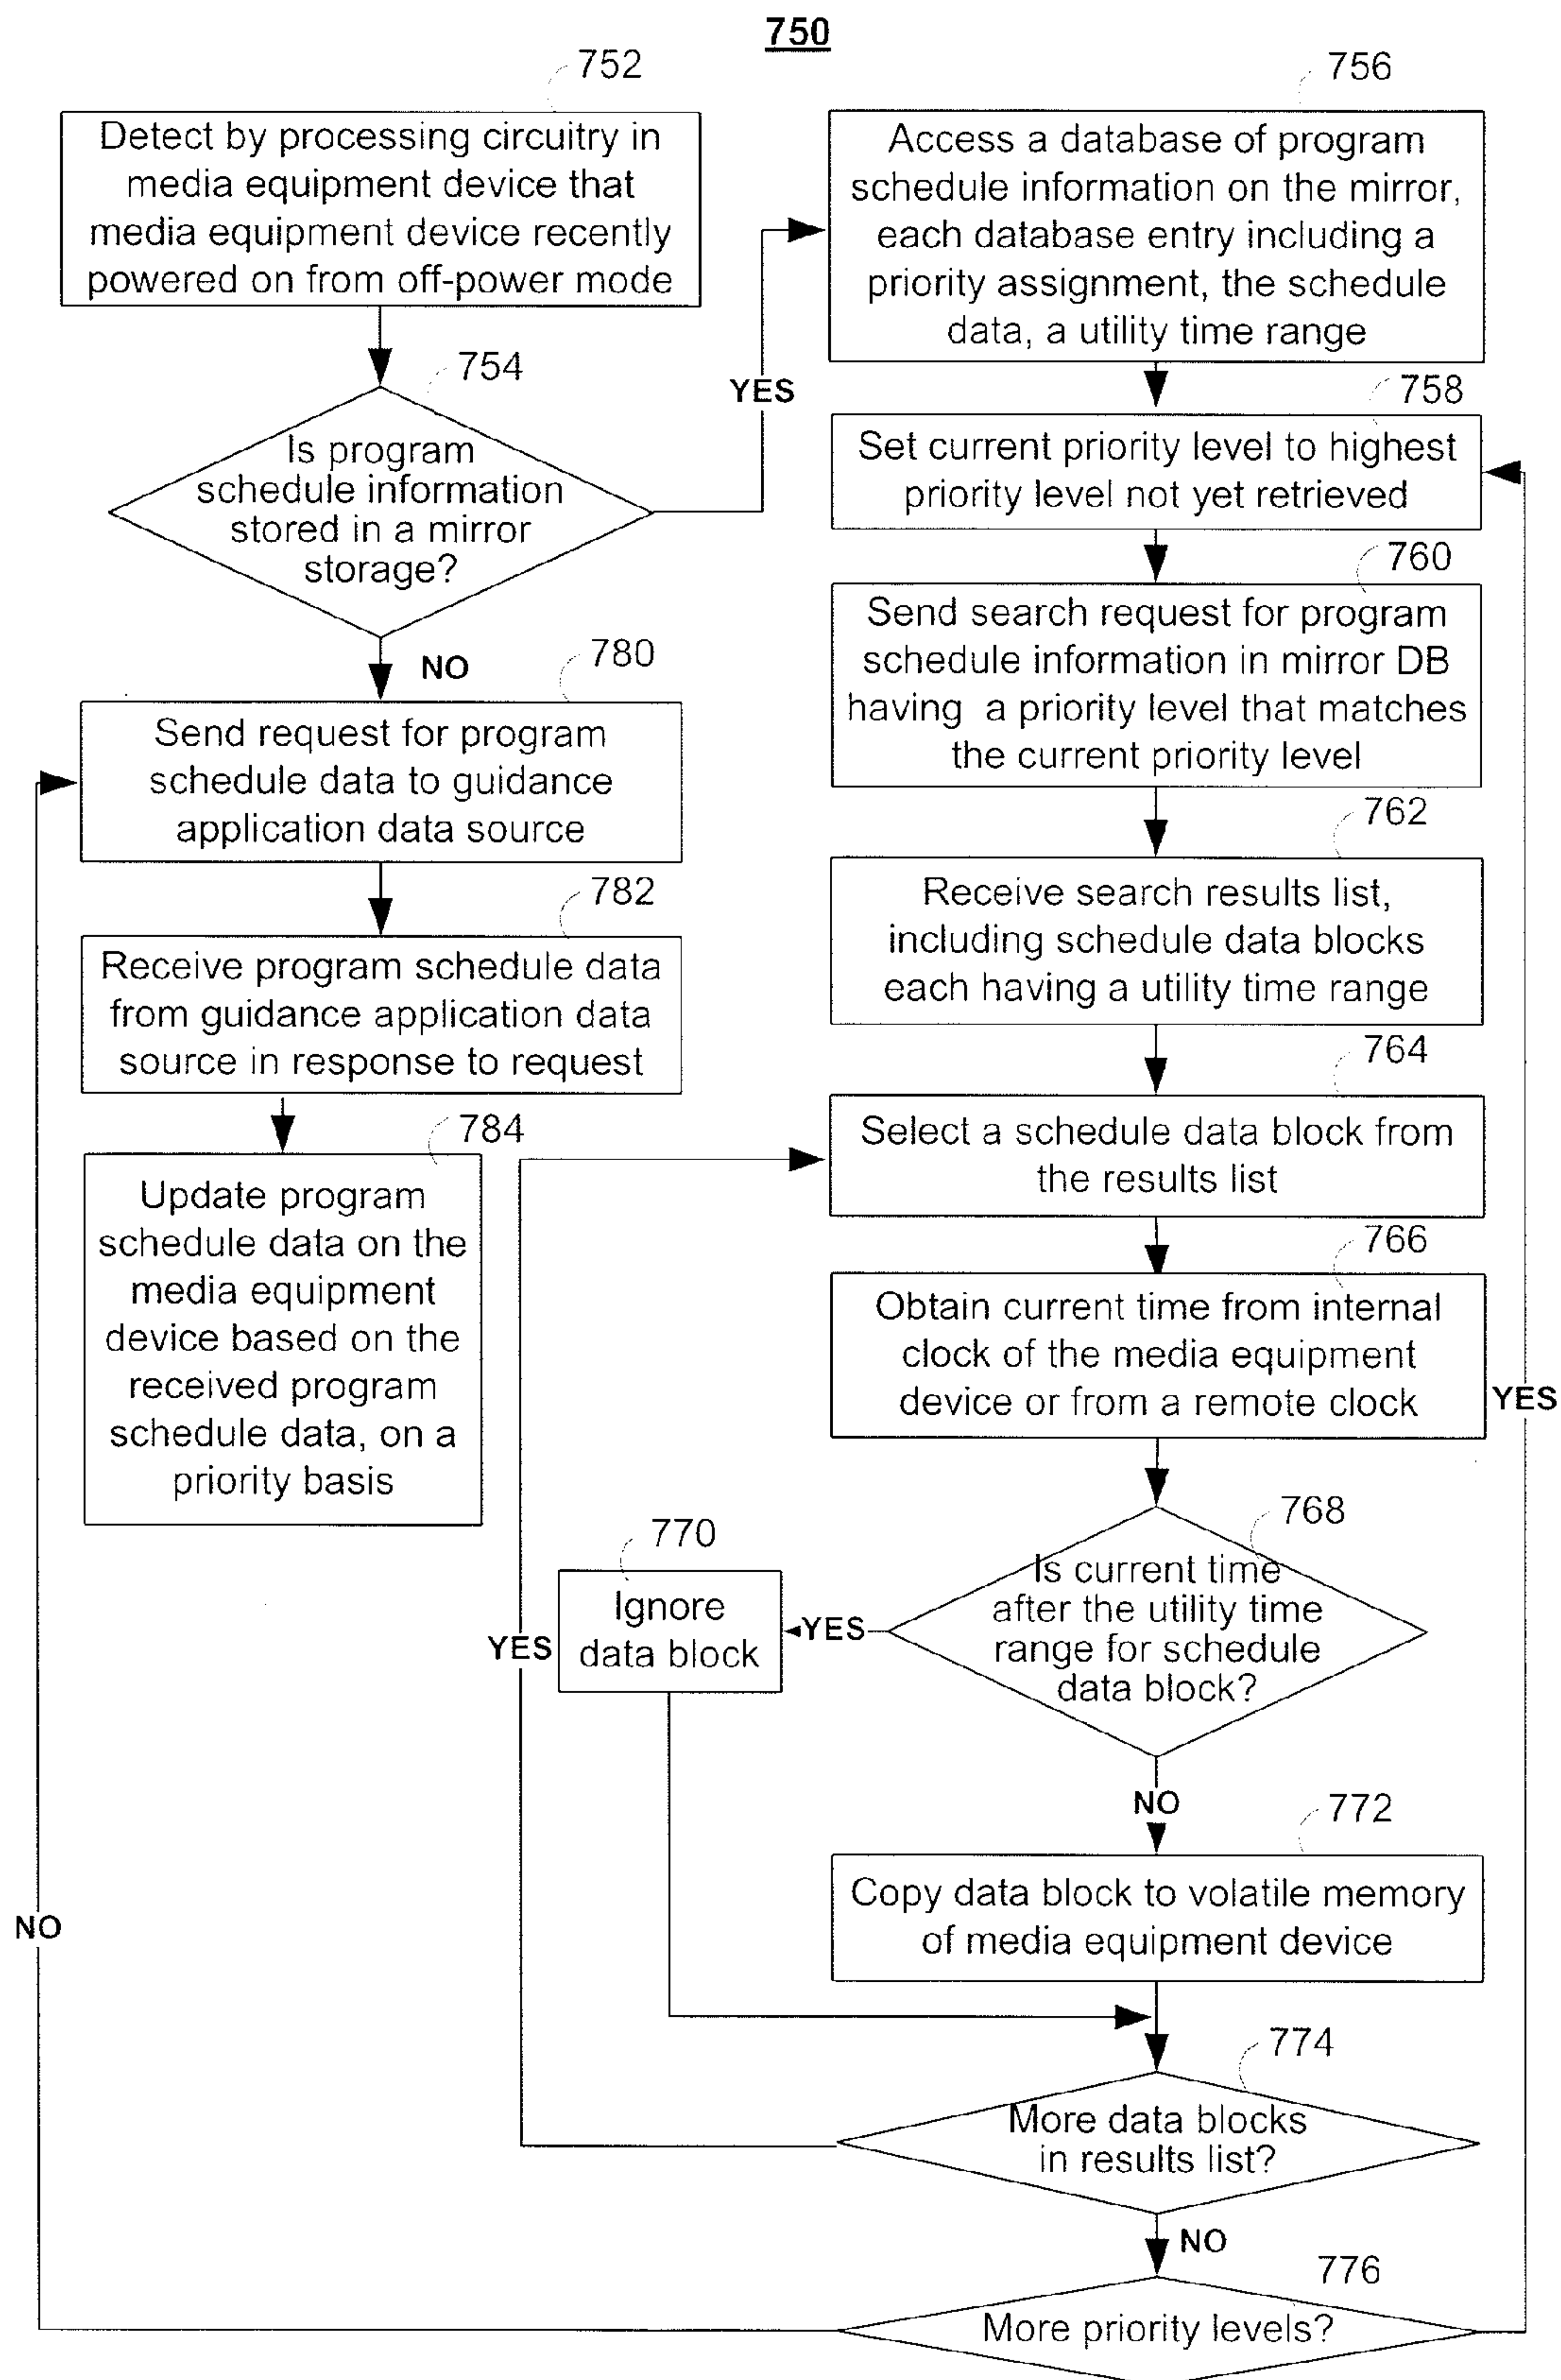 750
752
Detect by processing circuitry in
media equipment device that
media equipment device recently
powered on from off-power mode
754
Is program
schedule information
stored in a mirror
storage?
YES
NO
780
Send request for program
schedule data to guidance
application data source
782
Receive program schedule data
from guidance application data
source in response to request
784
Update program
schedule data on the
media equipment
device based on the
received program
schedule data, on a
priority basis
756
Access a database of program
schedule information on the mirror,
each database entry including a
priority assignment, the schedule
data, a utility time range
758
Set current priority level to highest
priority level not yet retrieved
760
Send search request for program
schedule information in mirror DB
having a priority level that matches
the current priority level
762
Receive search results list,
including schedule data blocks
each having a utility time range
764
Select a schedule data block from
the results list
766
Obtain current time from internal
clock of the media equipment
device or from a remote clock
YES
768
Is current time
after the utility time
range for schedule
data block?
YES
770
Ignore
data block
YES
NO
772
Copy data block to volatile memory
of media equipment device
NO
774
More data blocks
in results list?
NO
776
More priority levels?